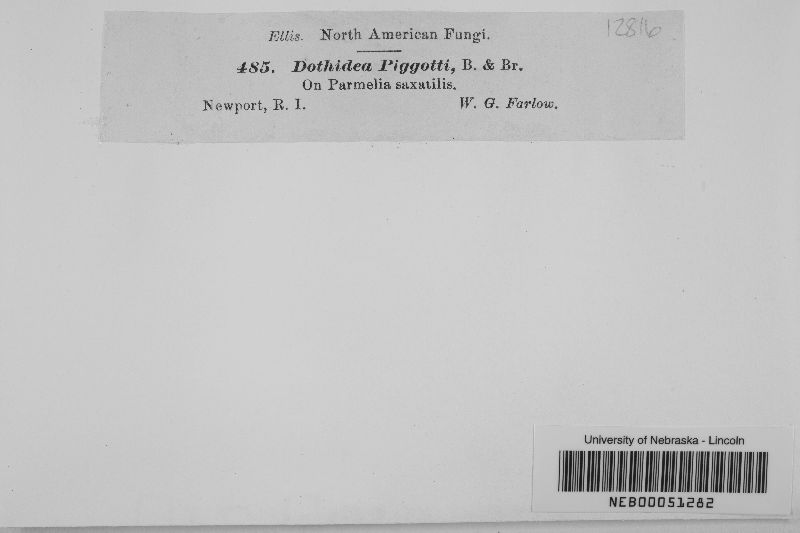 12816
Ellis. North American Fungi.
485. Dothidea Piggotti, B. & Br.
On Parmelia saxatilis.
Newport, R. I. W. G. Farlow.
University of Nebraska - Lincoln
NEB00051282